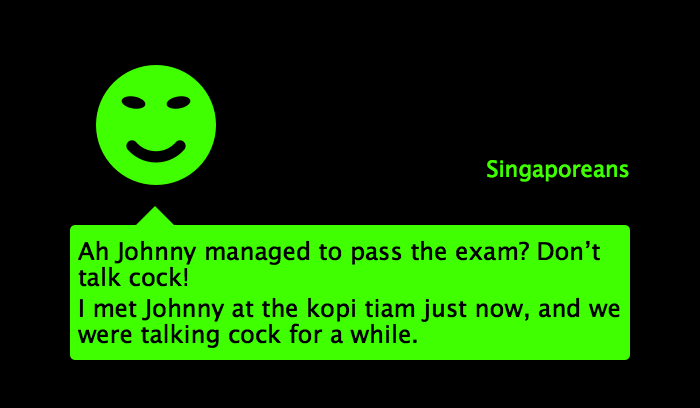 Singaporeans
Ah Johnny managed to pass the exam? Don’t
talk cock!
I met Johnny at the kopi tiam just now, and we
were talking cock for a while.